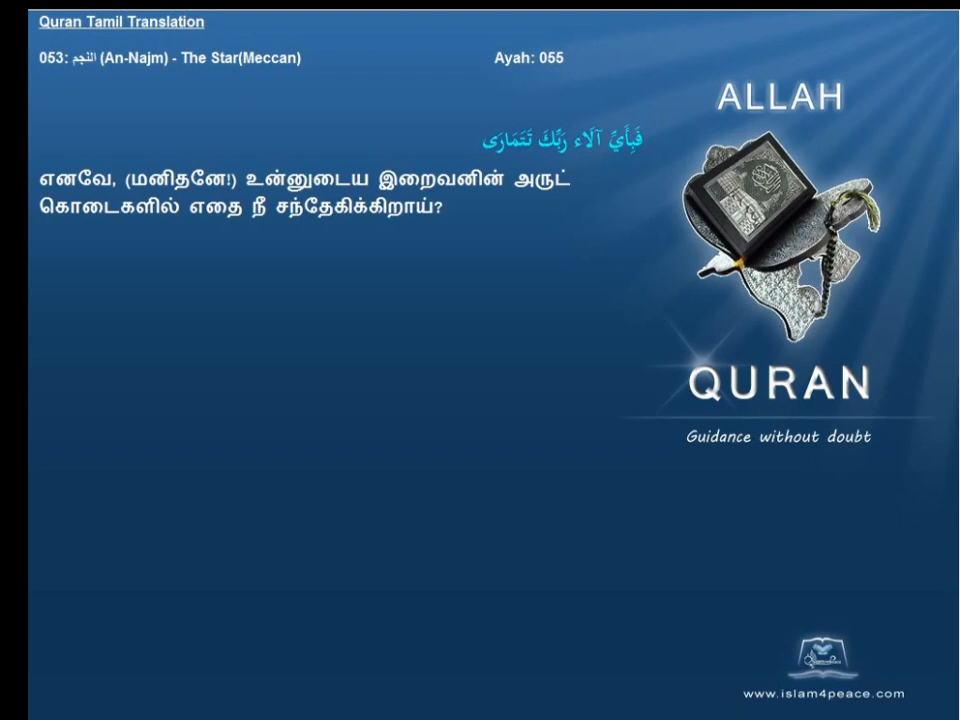 Quran Tamil Translation
053: النجم (An-Najm) - The Star(Meccan) Ayah: 055
فَبِأَيِّ آلَاء رَبِّكَ تَتَمَارَى
எனவே, (மனிதனே!) உன்னுடைய இறைவனின் அருட்
கொடைகளில் எதை நீ சந்தேகிக்கிறாய்?
ALLAH
QURAN
Guidance without doubt
www.islam4peace.com